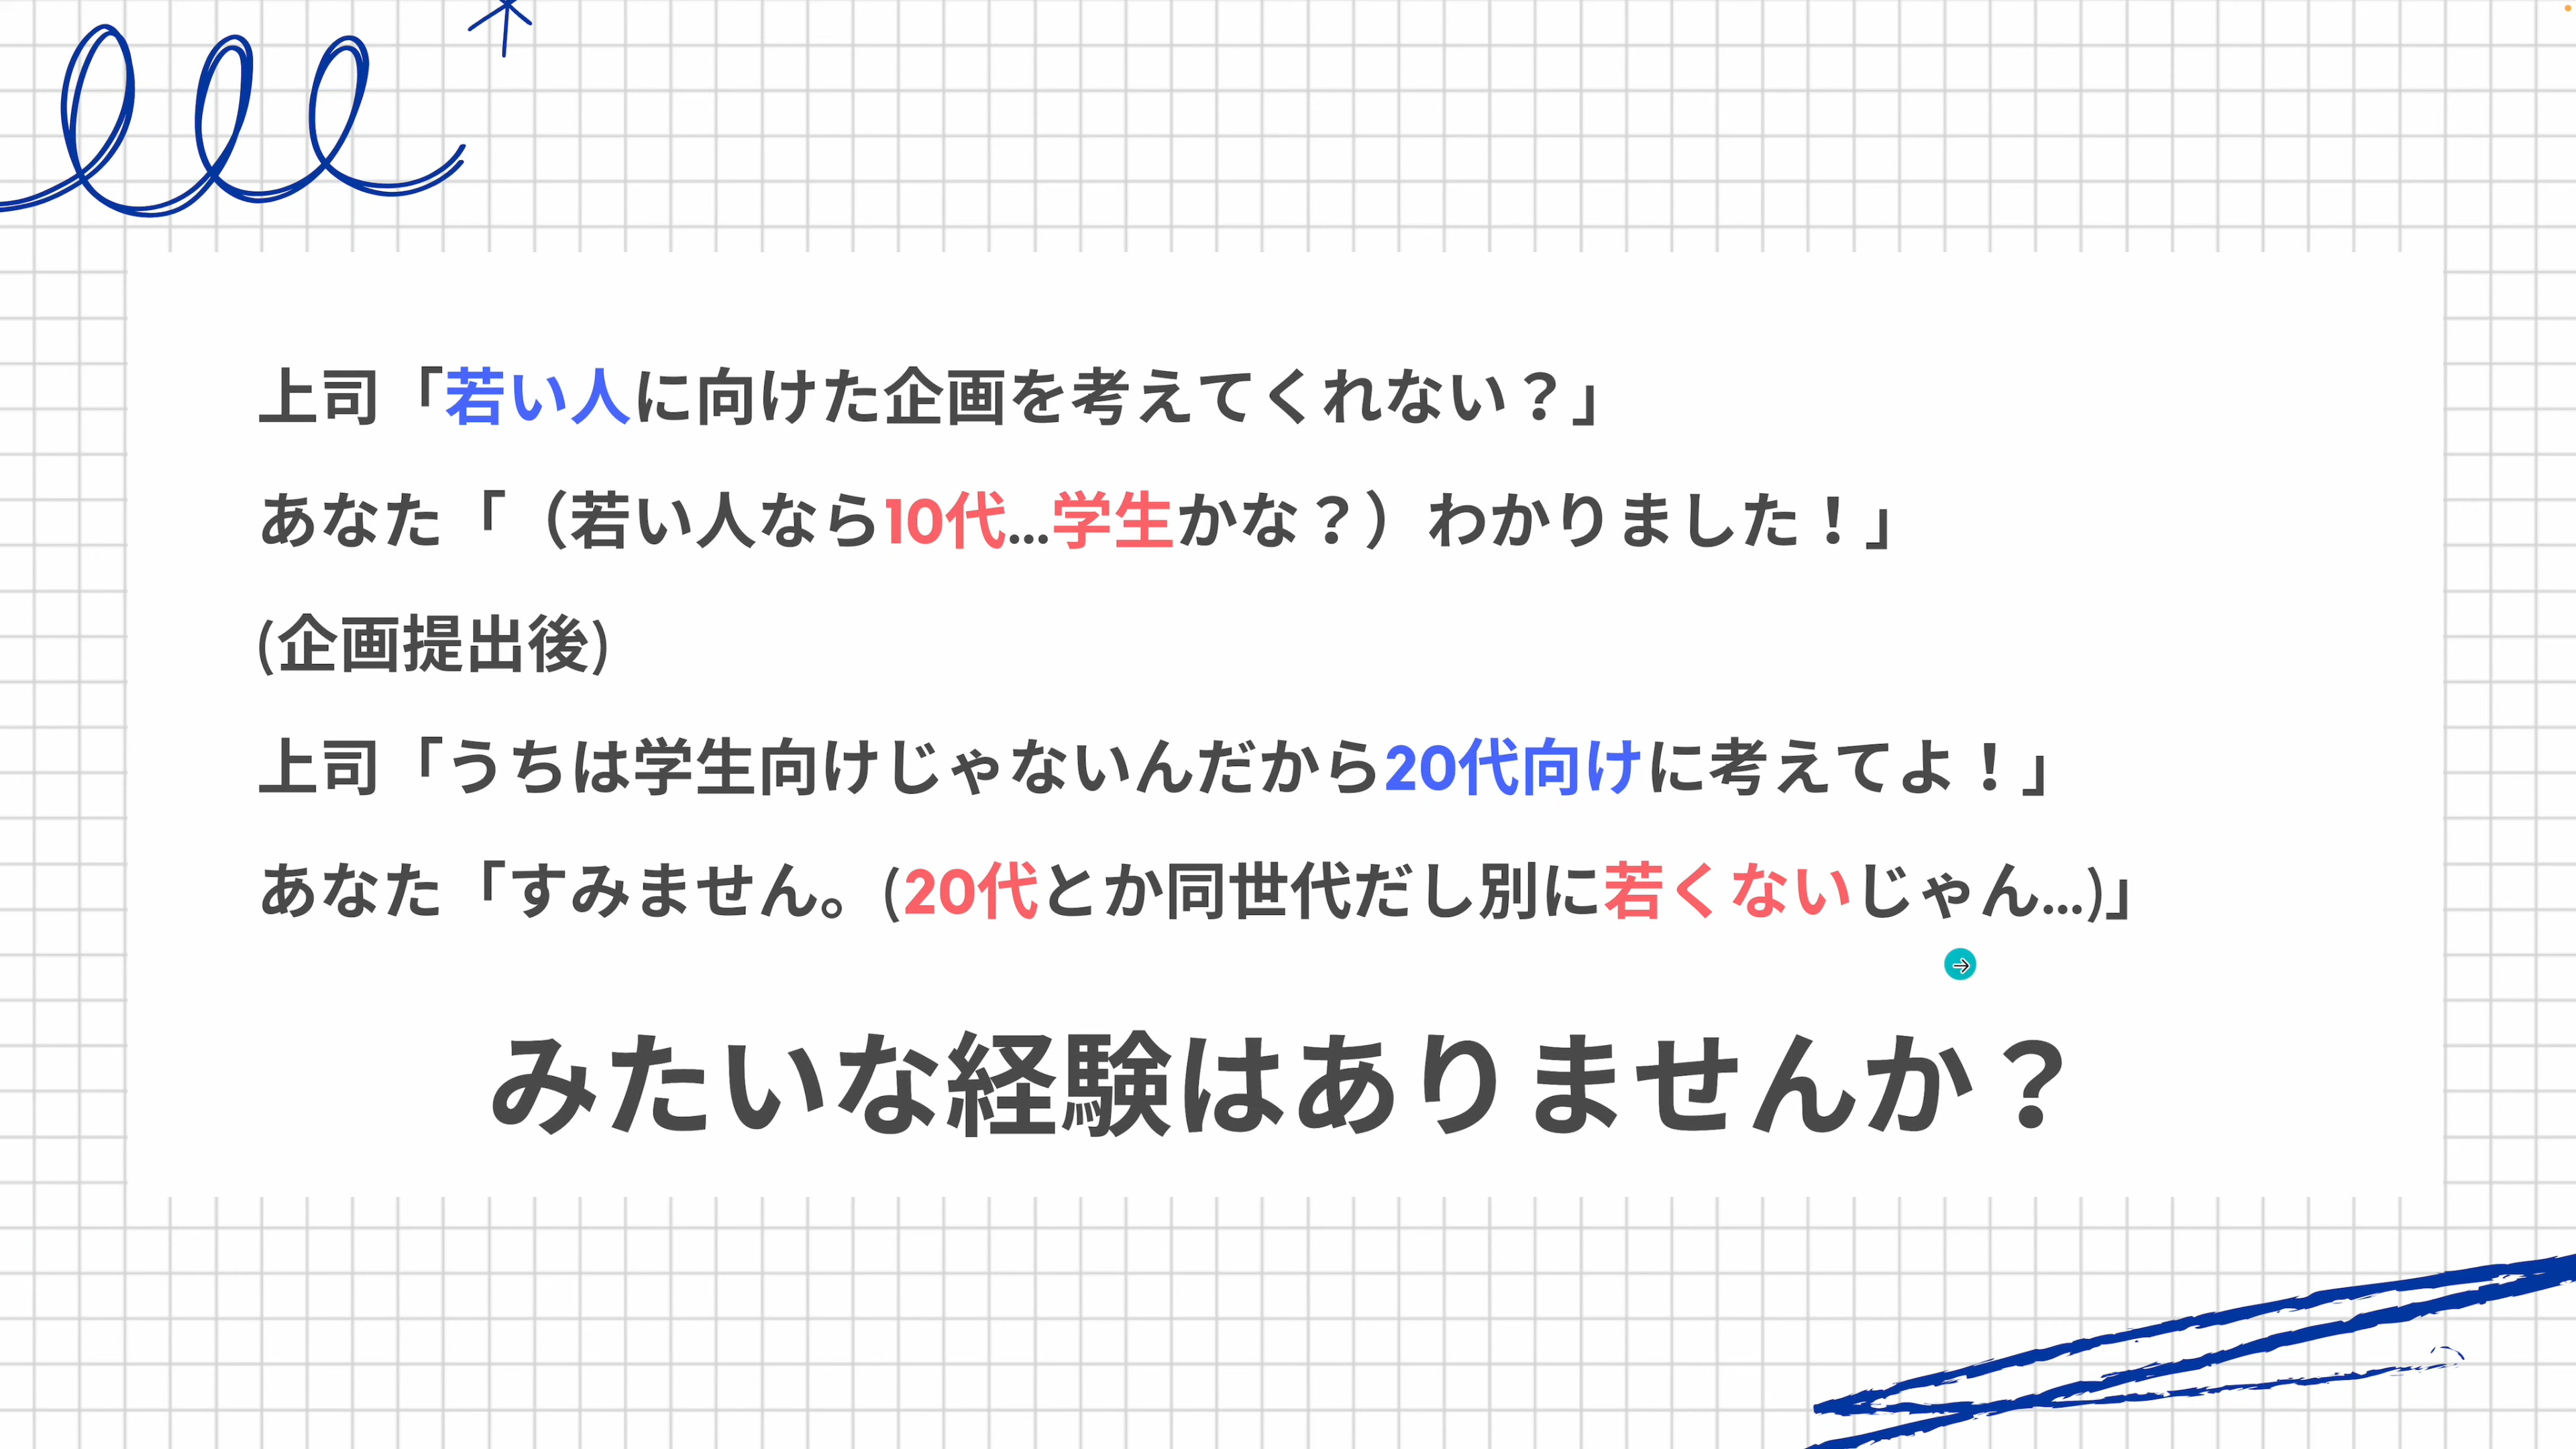 上司「若い人に向けた企画を考えてくれない？」
あなた「（若い人なら10代...学生かな？）わかりました！」
(企画提出後)
上司「うちは学生向けじゃないんだから20代向けに考えてよ！」
あなた「すみません。(20代とか同世代だし別に若くないじゃん...)」
みたいな経験はありませんか？